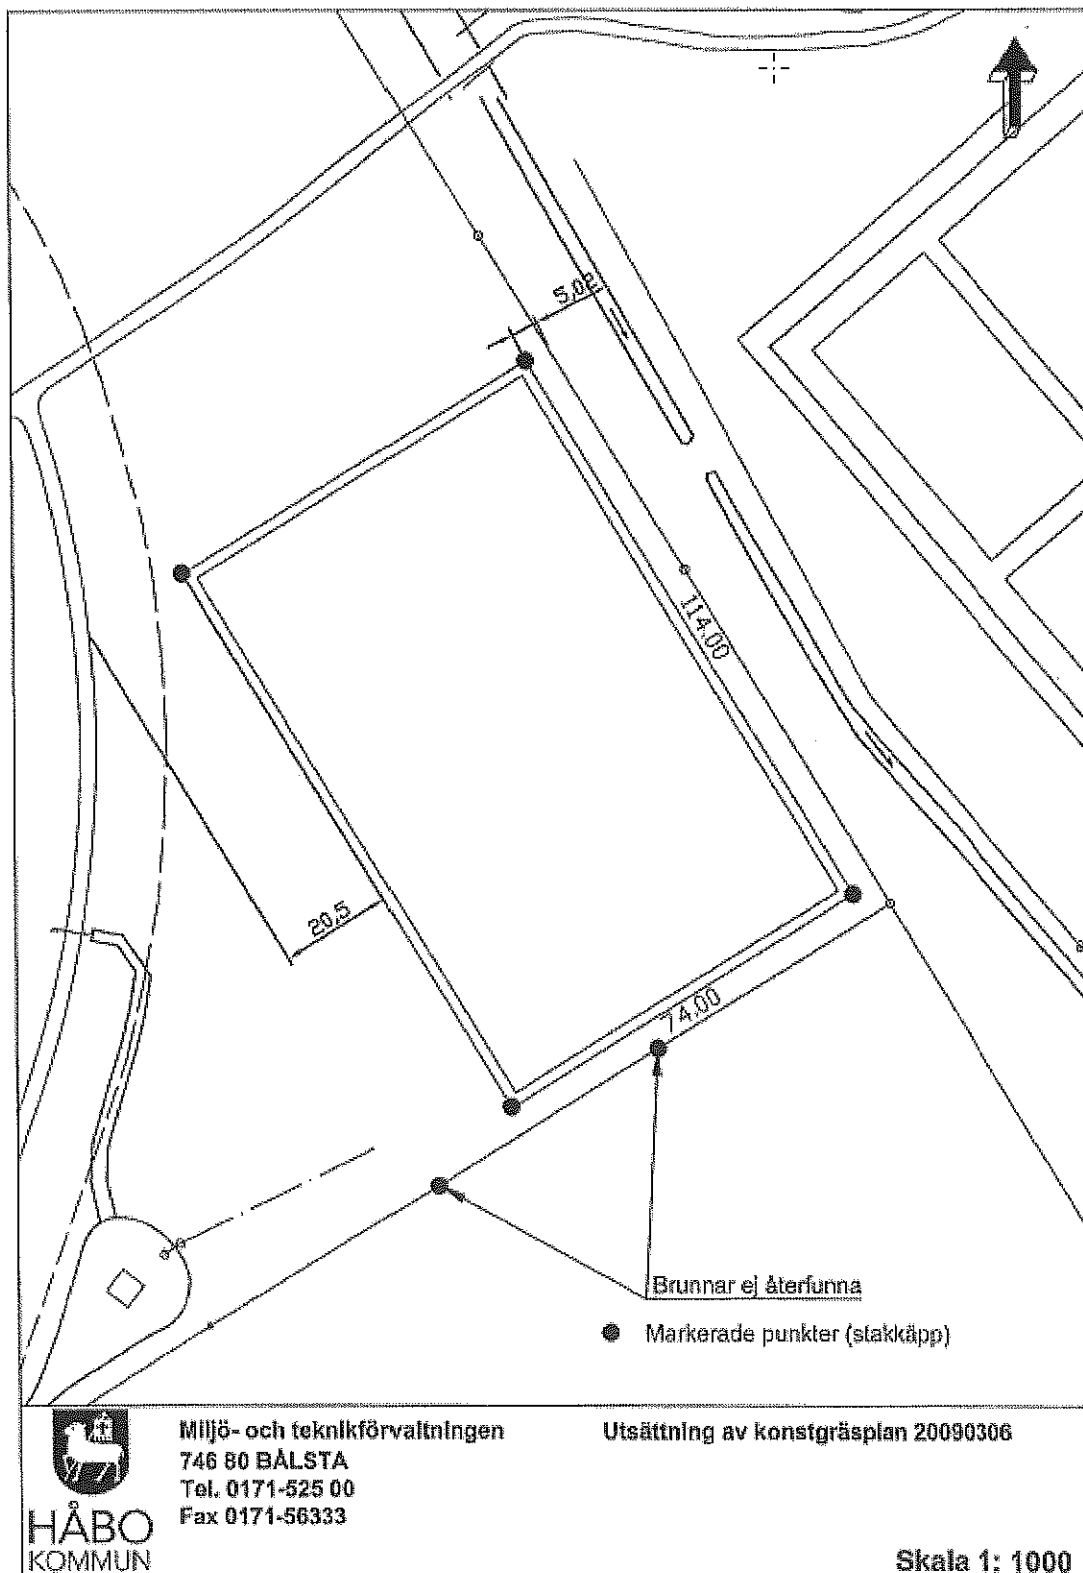 5,02
114.00
20,5
74,00
Brunnar ej återfunna
Markerade punkter (stakkäpp)
Miljö- och teknikförvaltningen
746 80 BÅLSTA
Tel. 0171-525 00
Fax 0171-56333
Utsättning av konstgräsplan 20090306
HÅBO
KOMMUN
Skala 1: 1000